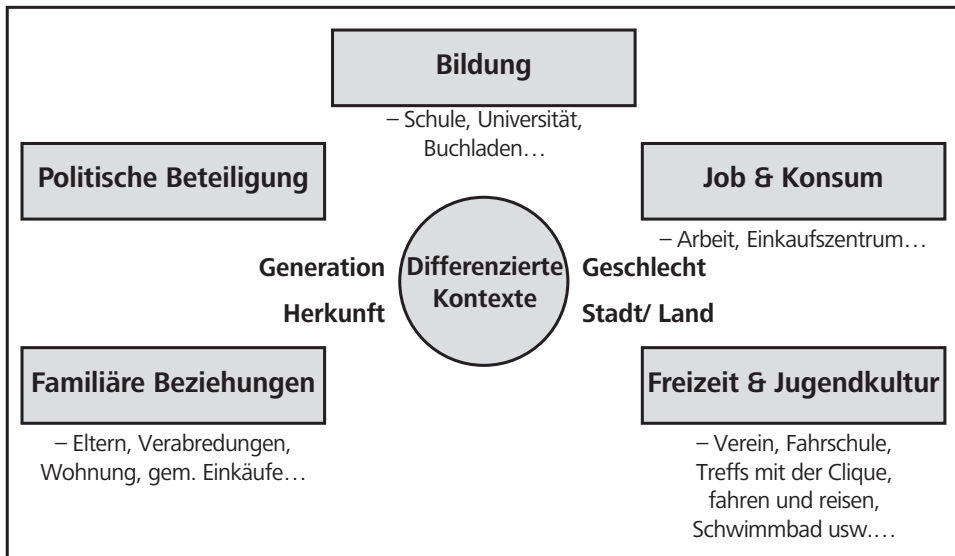 Bildung
– Schule, Universität,
Buchladen…
Politische Beteiligung
Job & Konsum
– Arbeit, Einkaufszentrum…
Generation
Herkunft
Differenzierte
Kontexte
Geschlecht
Stadt/ Land
Familiäre Beziehungen
– Eltern, Verabredungen,
Wohnung, gem. Einkäufe…
Freizeit & Jugendkultur
– Verein, Fahrschule,
Treffs mit der Clique,
fahren und reisen,
Schwimmbad usw.…